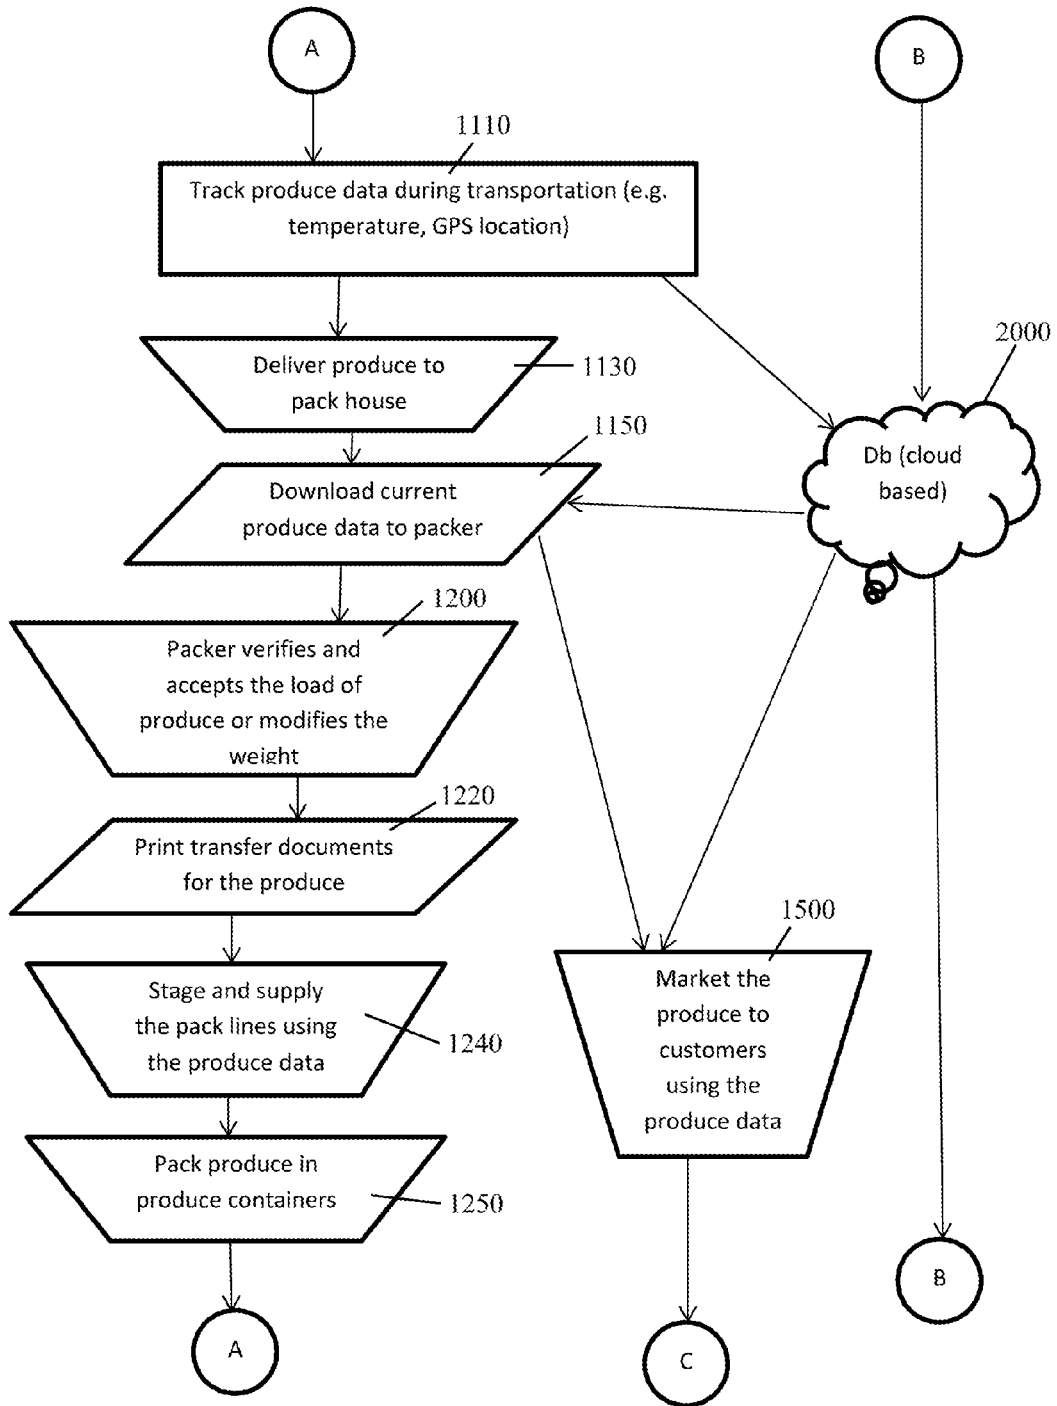 A
B
1110
Track produce data during transportation (e.g.
temperature, GPS location)
2000
Deliver produce to
pack house
1130
1150
Db (cloud
based)
Download current
produce data to packer
1200
Packer verifies and
accepts the load of
produce or modifies the
weight
1220
Print transfer documents
for the produce
1500
Stage and supply
the pack lines using
the produce data
1240
Market the
produce to
customers
using the
produce data
Pack produce in
produce containers
1250
B
A
C